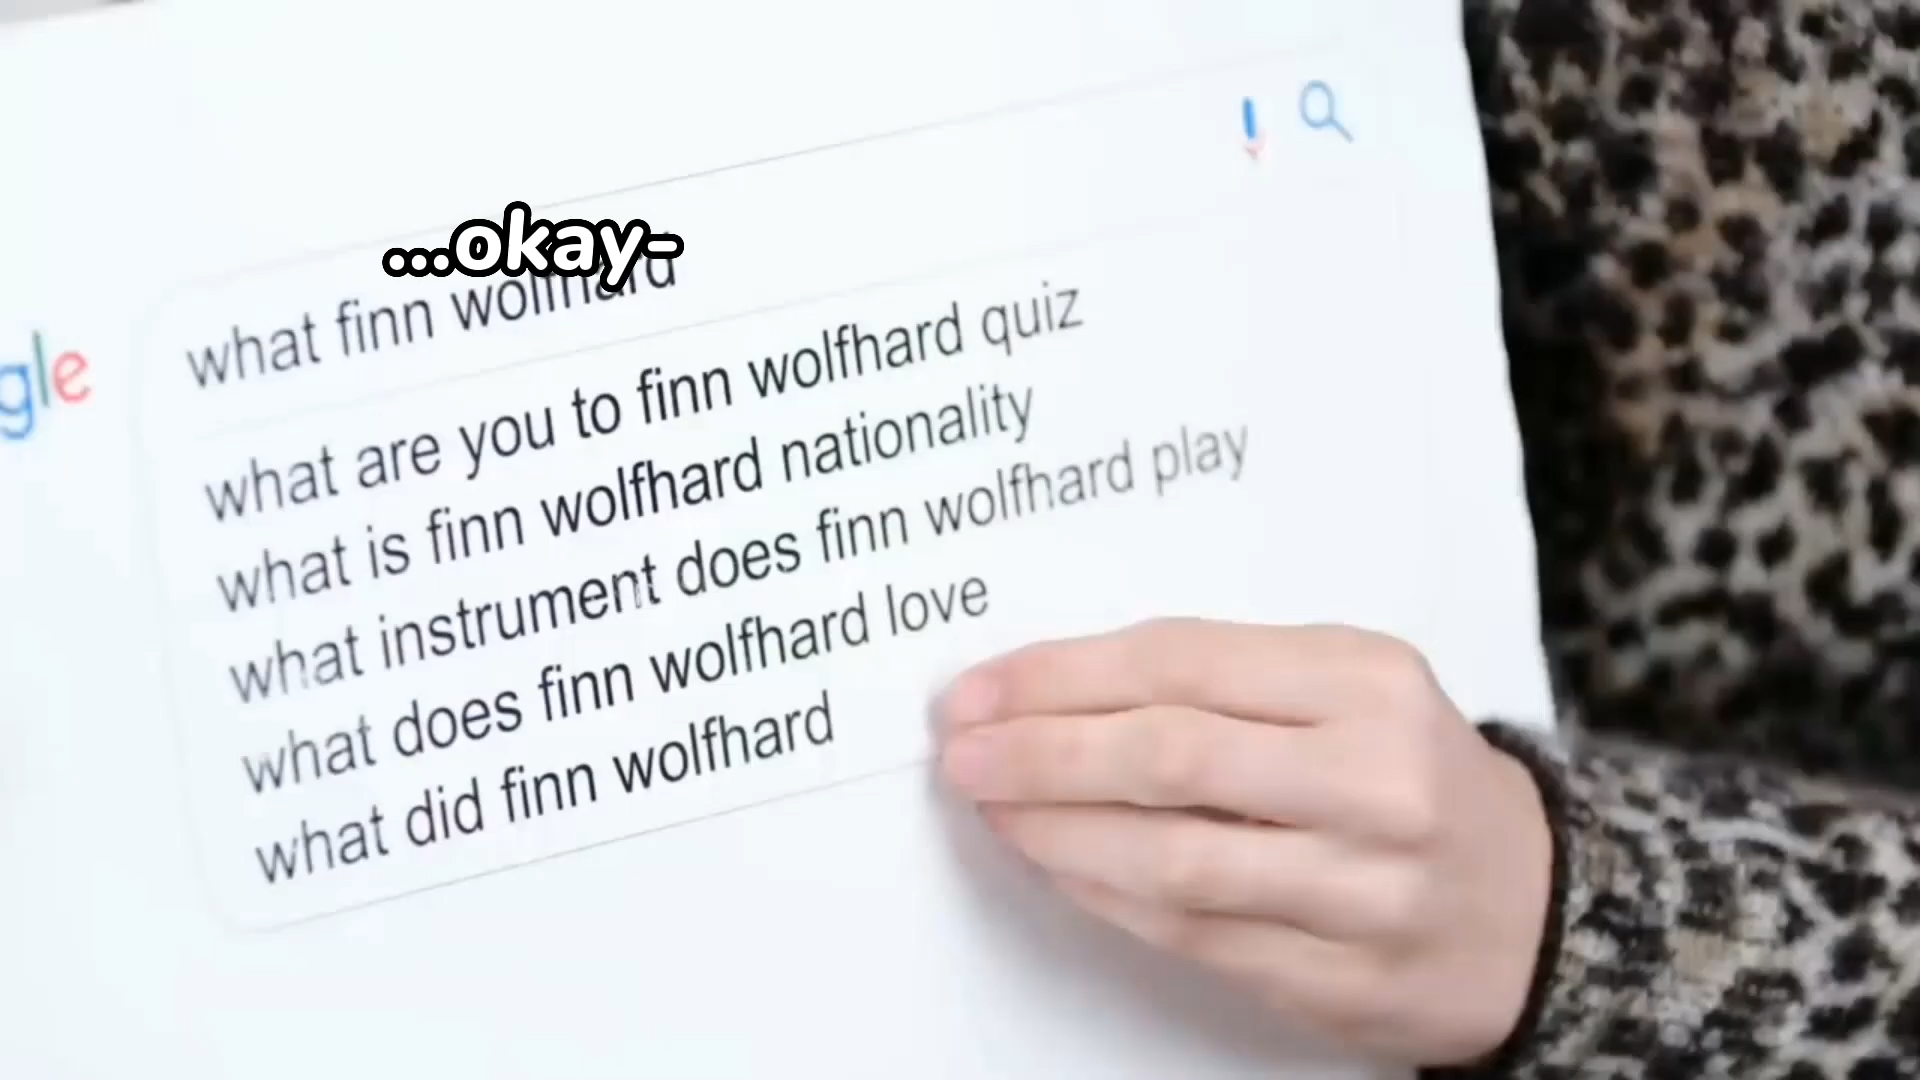 ...okay-
gle
what finn wolfhard
what are you to finn wolfhard quiz
what is finn wolfhard nationality
what instrument does finn wolfhard play
what does finn wolfhard love
what did finn wolfhard